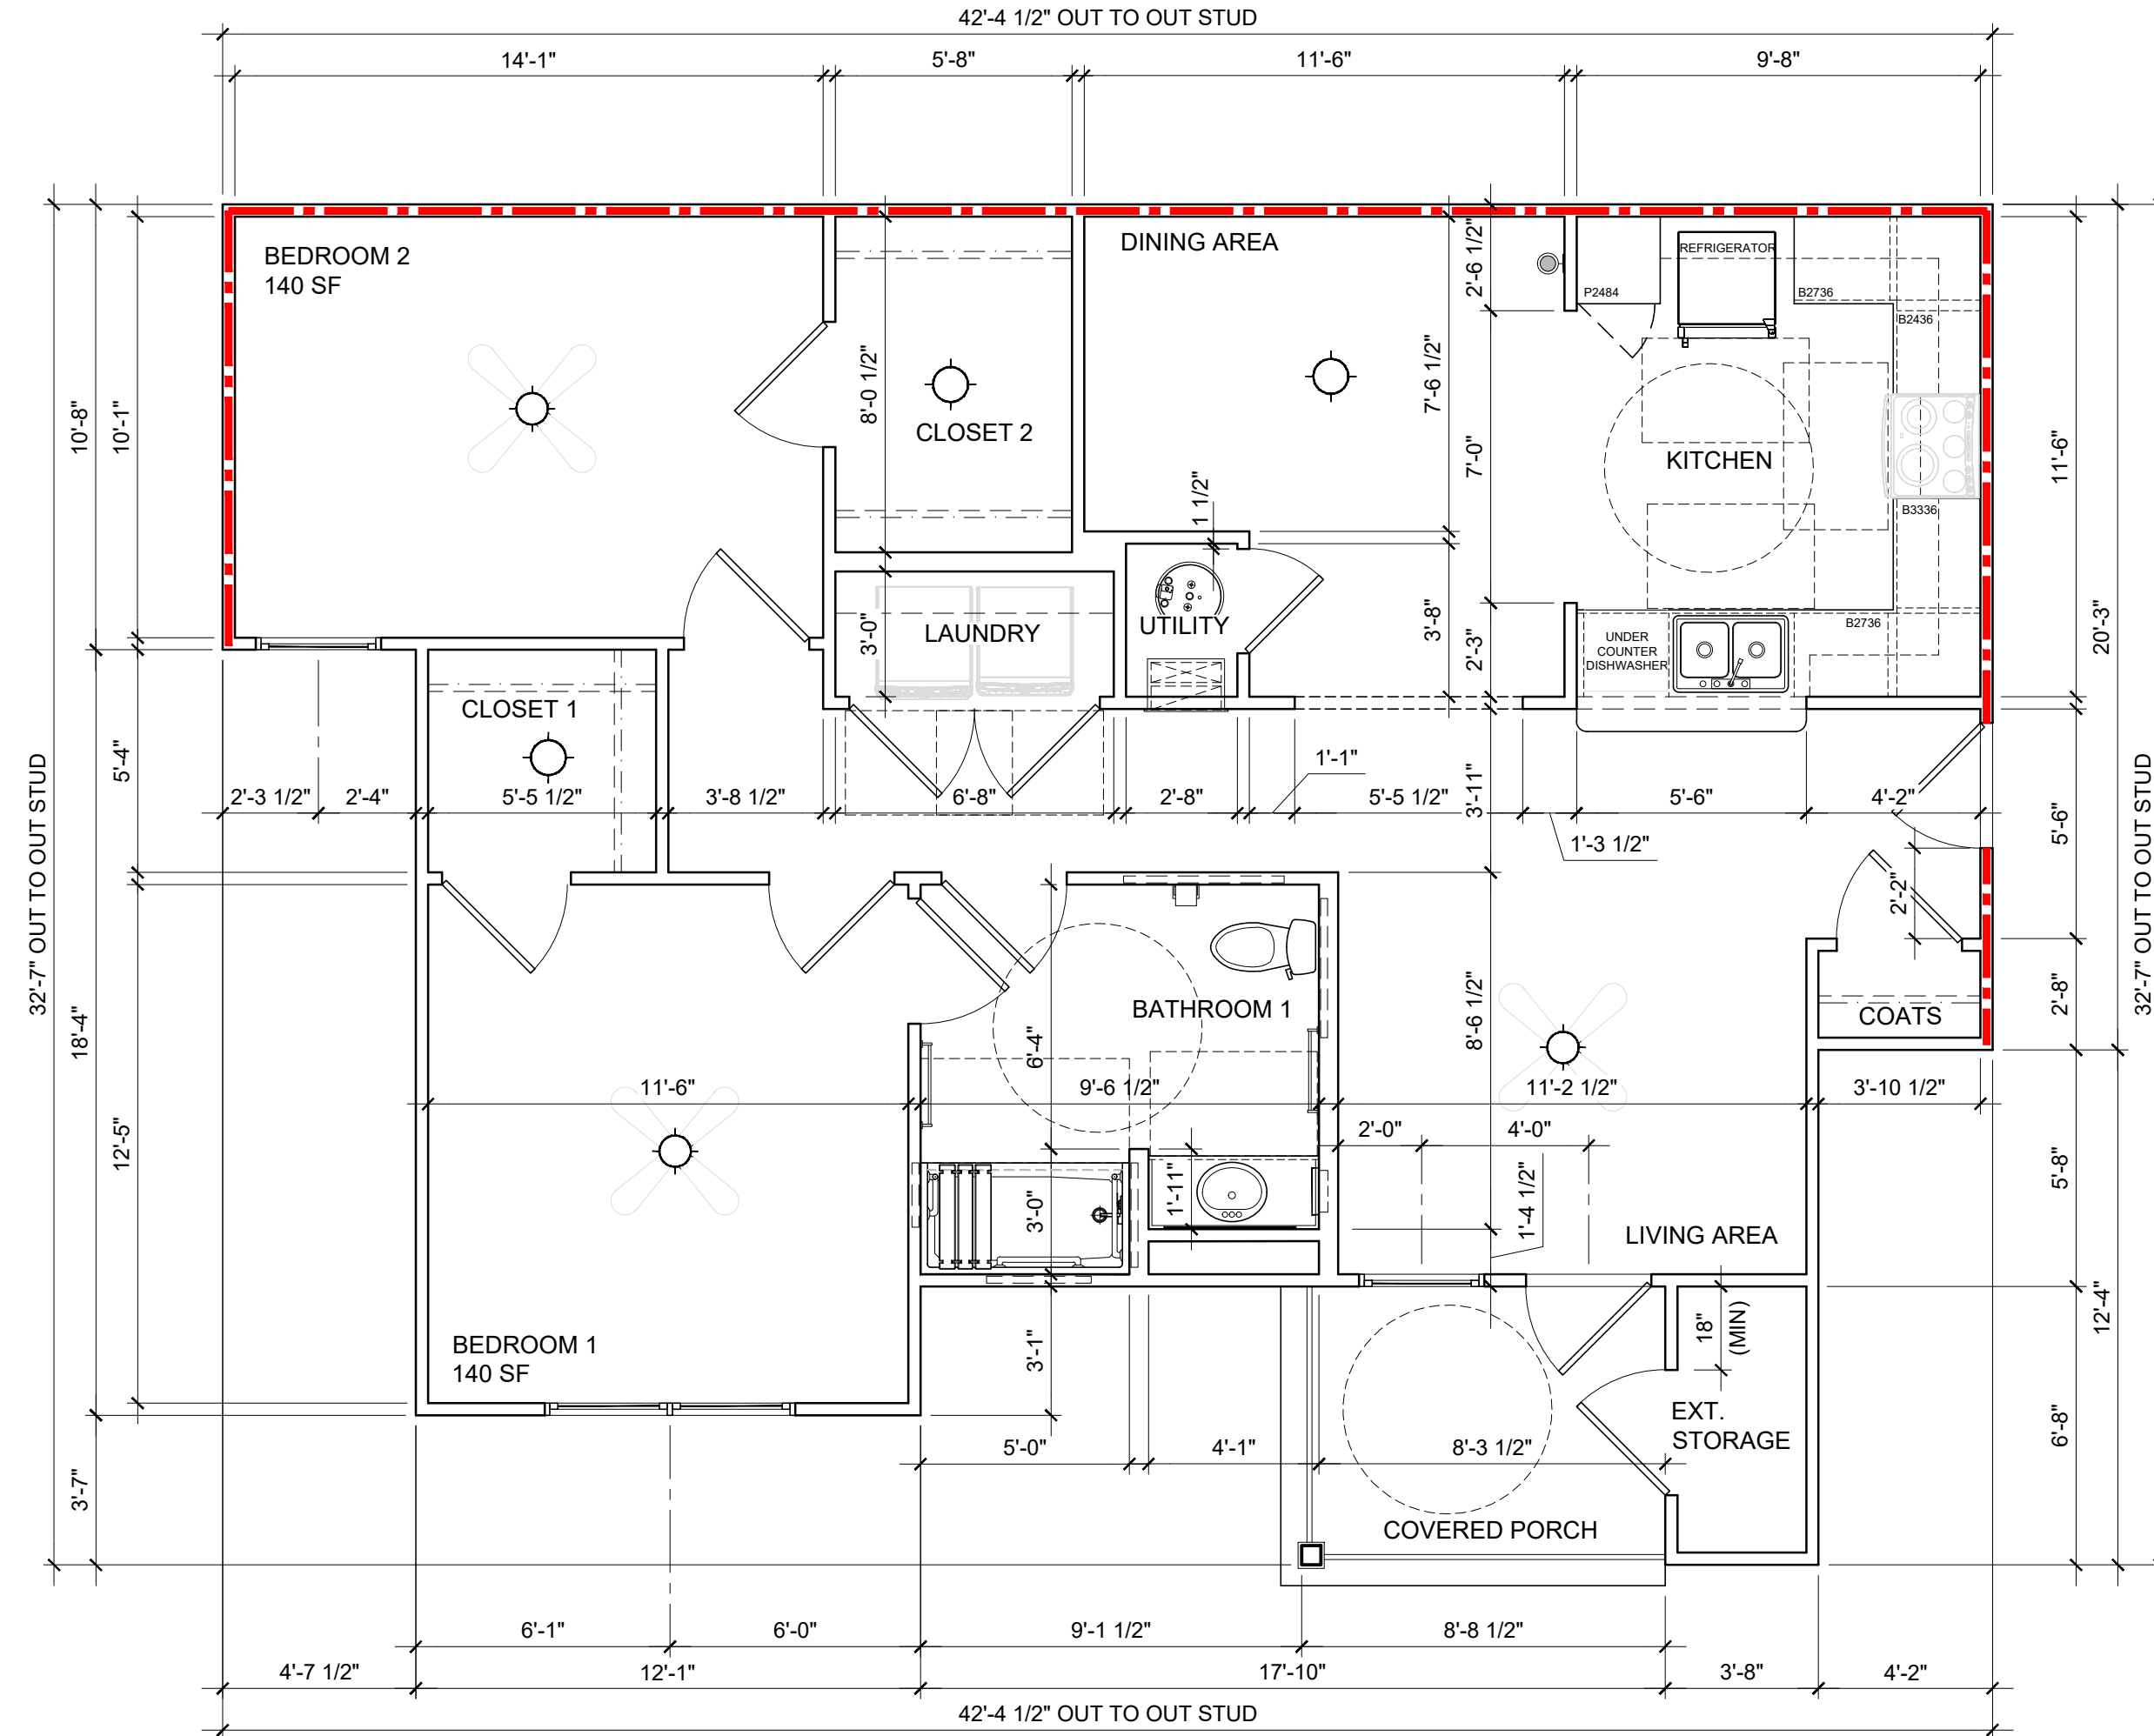 42'-4 1/2" OUT TO OUT STUD
14'-1"
5'-8"
11'-6"
9'-8"
BEDROOM 2
140 SF
DINING AREA
2'-6 1/2"
REFRIGERATOR
P2484
B2736
B2436
10'-8"
10'-1"
8'-0 1/2"
CLOSET 2
7'-6 1/2"
7'-0"
KITCHEN
11'-6"
1 1/2"
B3336
3'-0"
LAUNDRY
UTILITY
3'-8"
2'-3"
UNDER
COUNTER
DISHWASHER
B2736
20'-3"
CLOSET 1
32'-7" OUT TO OUT STUD
5'-4"
1'-1"
3'-11"
32'-7" OUT TO OUT STUD
2'-3 1/2"
2'-4"
5'-5 1/2"
3'-8 1/2"
6'-8"
2'-8"
5'-5 1/2"
5'-6"
4'-2"
5'-6"
1'-3 1/2"
2'-2"
18'-4"
BATHROOM 1
8'-6 1/2"
COATS
2'-8"
6'-4"
11'-6"
9'-6 1/2"
11'-2 1/2"
3'-10 1/2"
12'-5"
2'-0"
4'-0"
5'-8"
1'-11"
3'-0"
1'-4 1/2"
LIVING AREA
BEDROOM 1
140 SF
3'-1"
18"
(MIN)
12'-4"
EXT.
STORAGE
6'-8"
5'-0"
4'-1"
8'-3 1/2"
3'-7"
COVERED PORCH
6'-1"
6'-0"
9'-1 1/2"
8'-8 1/2"
4'-7 1/2"
12'-1"
17'-10"
3'-8"
4'-2"
42'-4 1/2" OUT TO OUT STUD